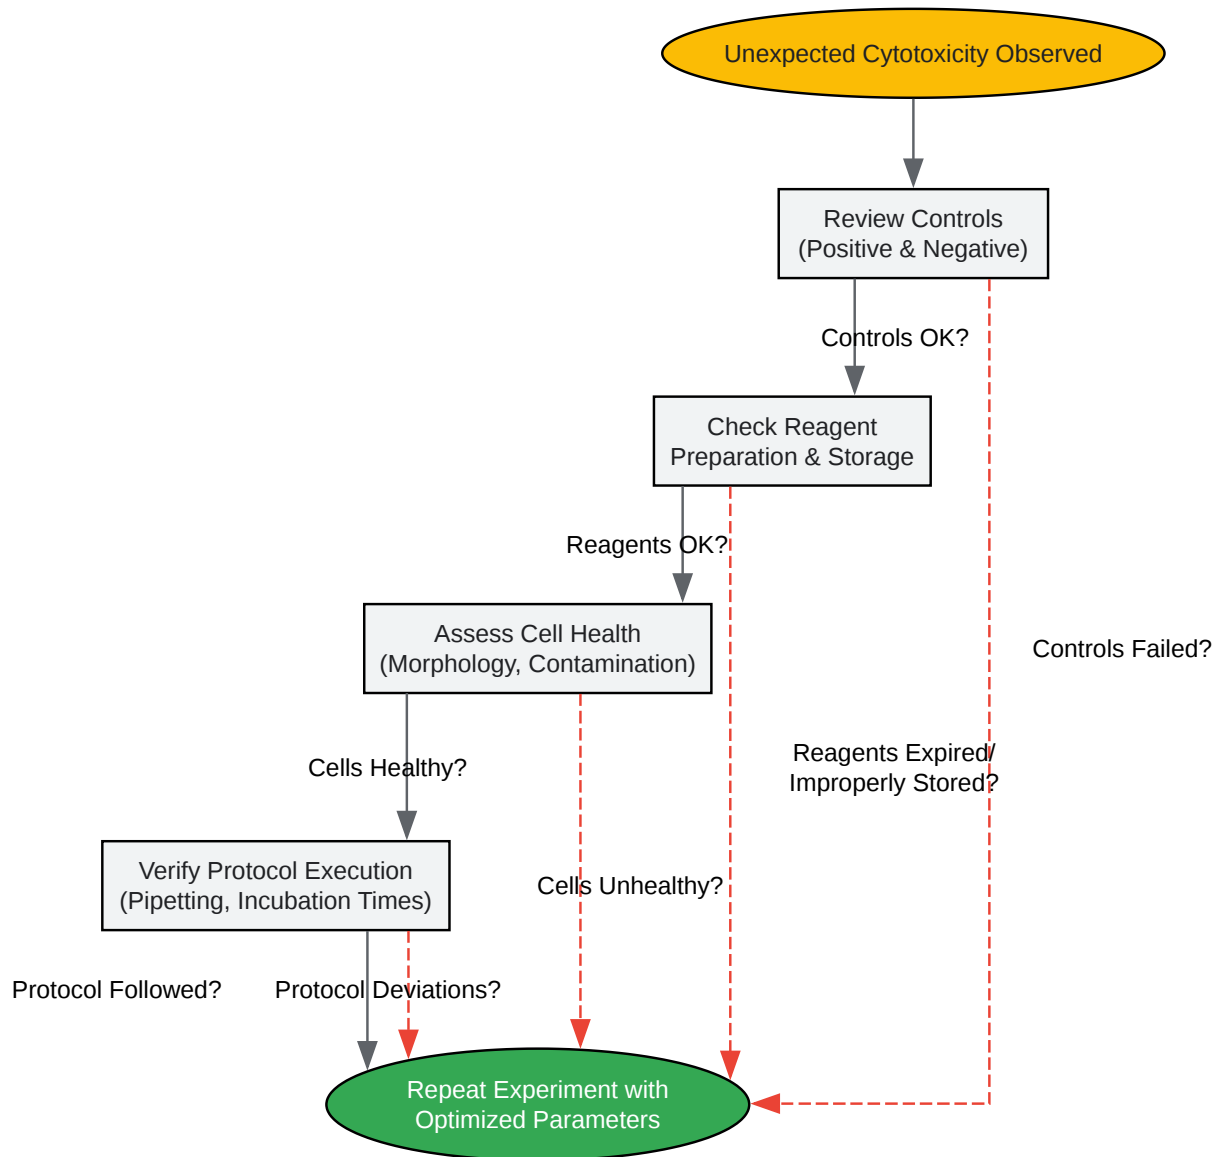 Unexpected Cytotoxicity Observed
Review Controls
(Positive & Negative)
Controls OK?
Check Reagent
Preparation & Storage
Reagents OK?
Assess Cell Health
(Morphology, Contamination)
Controls Failed?
Reagents Expired/
Improperly Stored?
Cells Healthy?
Verify Protocol Execution
(Pipetting, Incubation Times)
Cells Unhealthy?
Protocol Followed?
Protocol Deviations?
Repeat Experiment with
Optimized Parameters